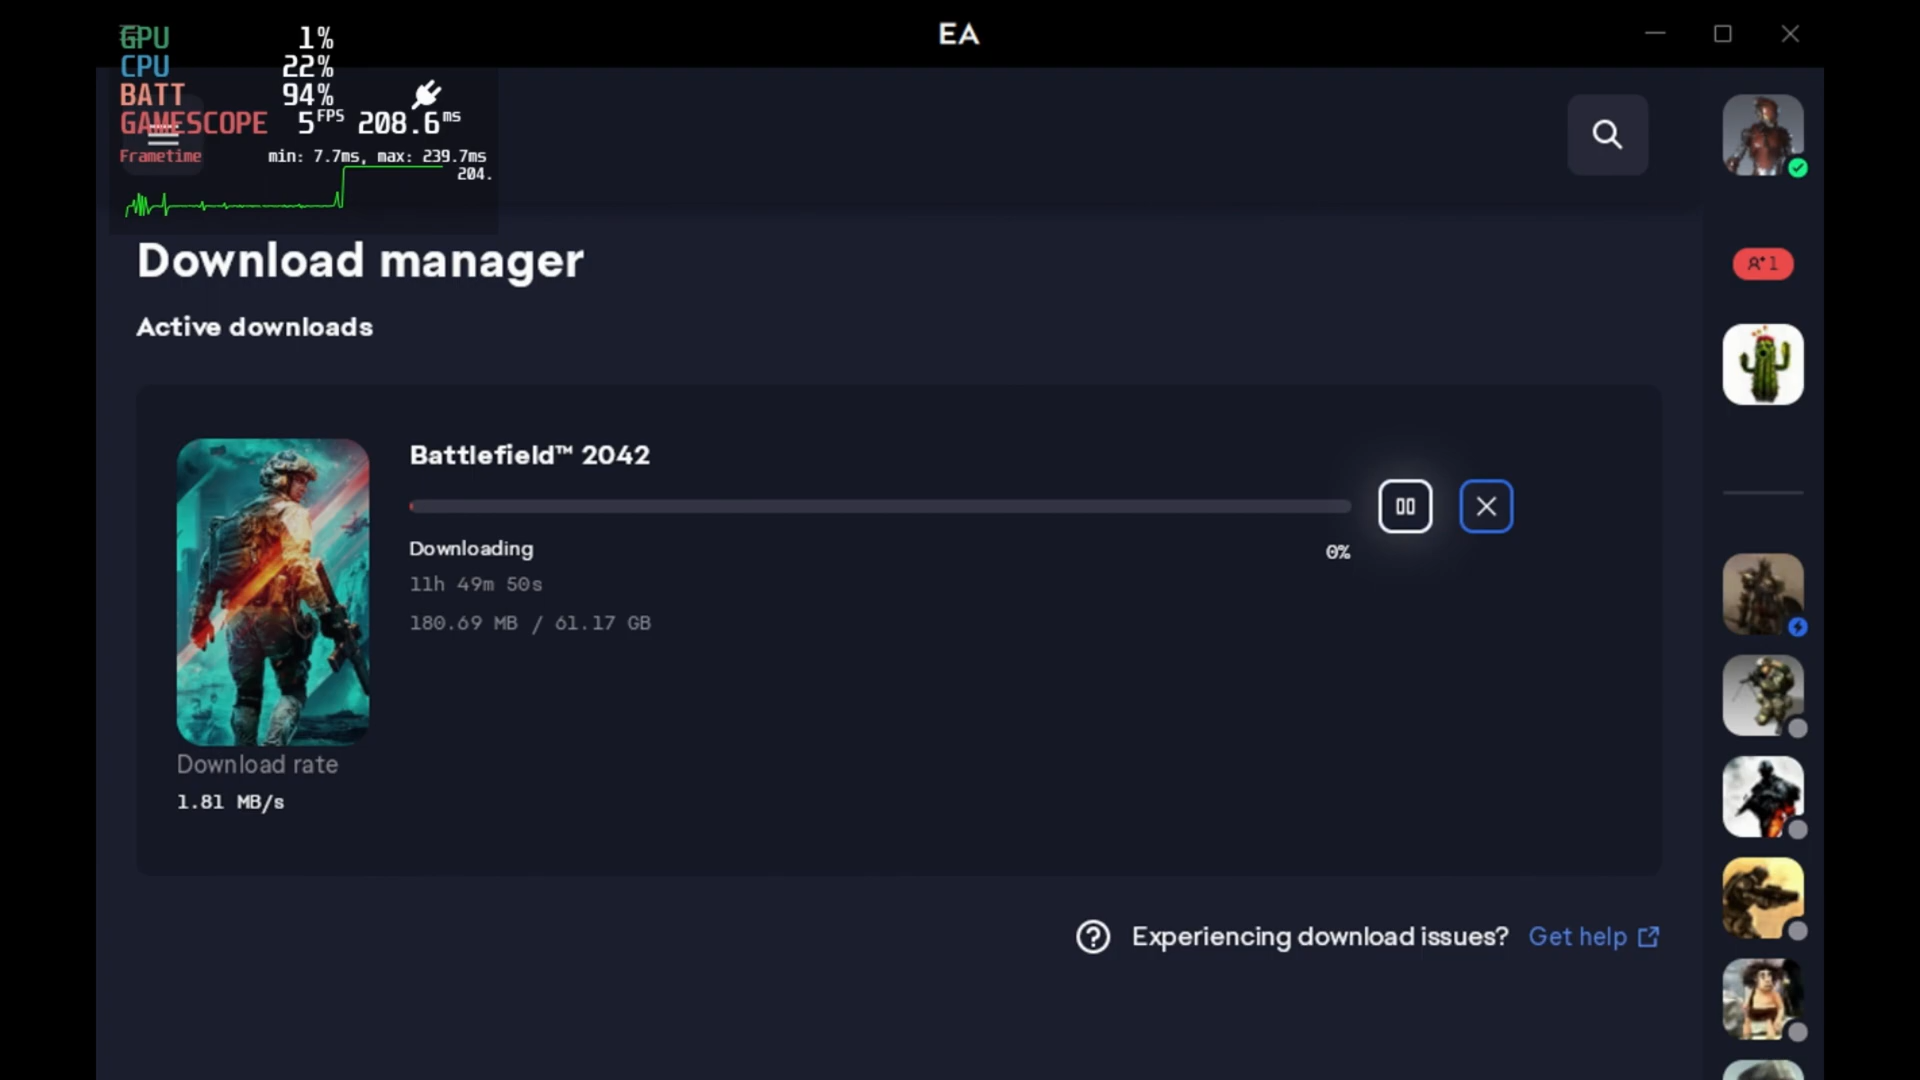 EA
GPU 1%
CPU 22%
BATT 94%
GAMESCOPE 5FPS 208.6ms
Frametime min: 7.7ms, max: 239.7ms
204.
1
Download manager
Active downloads
Battlefield™ 2042
Downloading
0%
11h 49m 50s
180.69 MB / 61.17 GB
Download rate
1.81 MB/s
Experiencing download issues? Get help